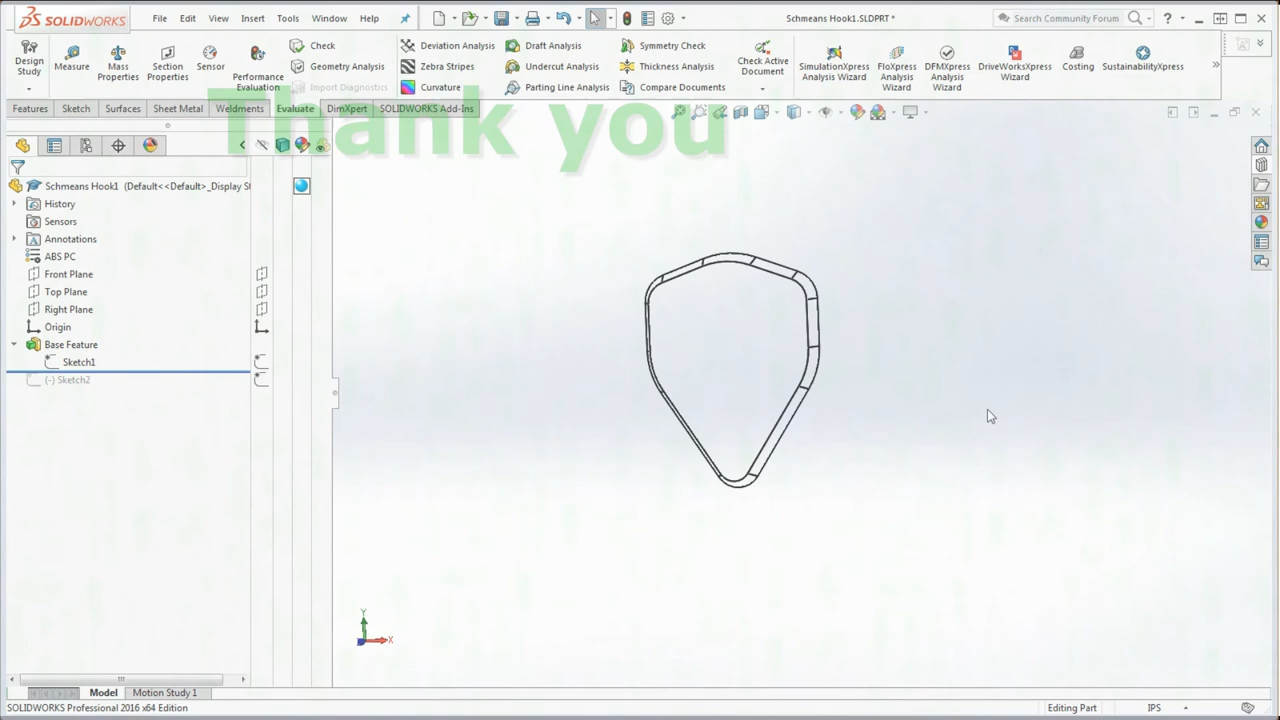 SOLIDWORKS File Edit View Insert Tools Window Help Schmeans Hook1.SLDPRT * Search Community Forum
Design Study Measure Mass Properties Section Properties Sensor Performance Evaluation Check Geometry Analysis Import Diagnostics Deviation Analysis Zebra Stripes Curvature Draft Analysis Undercut Analysis Parting Line Analysis Symmetry Check Thickness Analysis Compare Documents Check Active Document SimulationXpress Analysis Wizard FloXpress Analysis Wizard DFMXpress Analysis Wizard DriveWorksXpress Wizard Costing SustainabilityXpress
Features Sketch Surfaces Sheet Metal Weldments Evaluate DimXpert SOLIDWORKS Add-Ins
Thank you
Schmeans Hook1 (Default<<Default>_Display St
History
Sensors
Annotations
ABS PC
Front Plane
Top Plane
Right Plane
Origin
Base Feature
Sketch1
(-) Sketch2
Y
X
Model Motion Study 1
SOLIDWORKS Professional 2016 x64 Edition Editing Part IPS